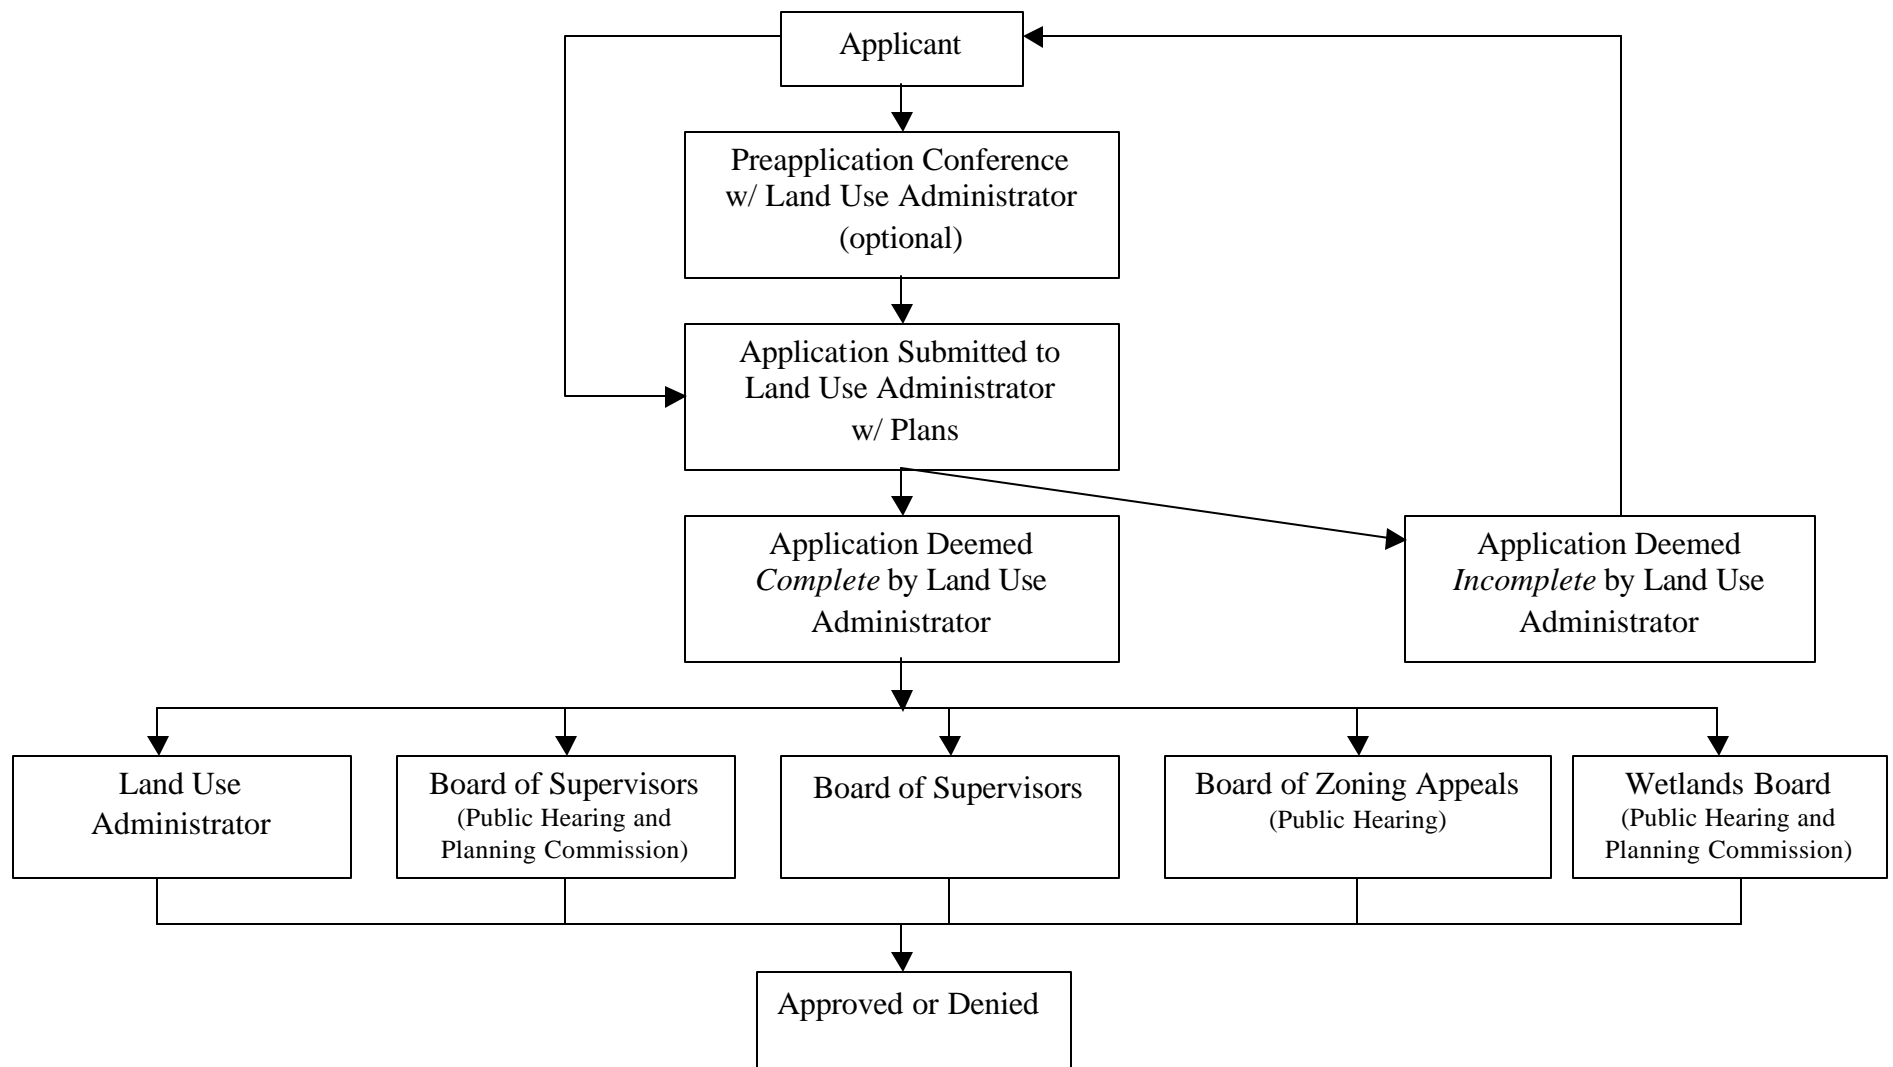 Applicant
Preapplication Conference
w/ Land Use Administrator
(optional)
Application Submitted to
Land Use Administrator
w/ Plans
Application Deemed
Complete by Land Use
Administrator
Application Deemed
Incomplete by Land Use
Administrator
Land Use
Administrator
Board of Supervisors
(Public Hearing and
Planning Commission)
Board of Supervisors
Board of Zoning Appeals
(Public Hearing)
Wetlands Board
(Public Hearing and
Planning Commission)
Approved or Denied